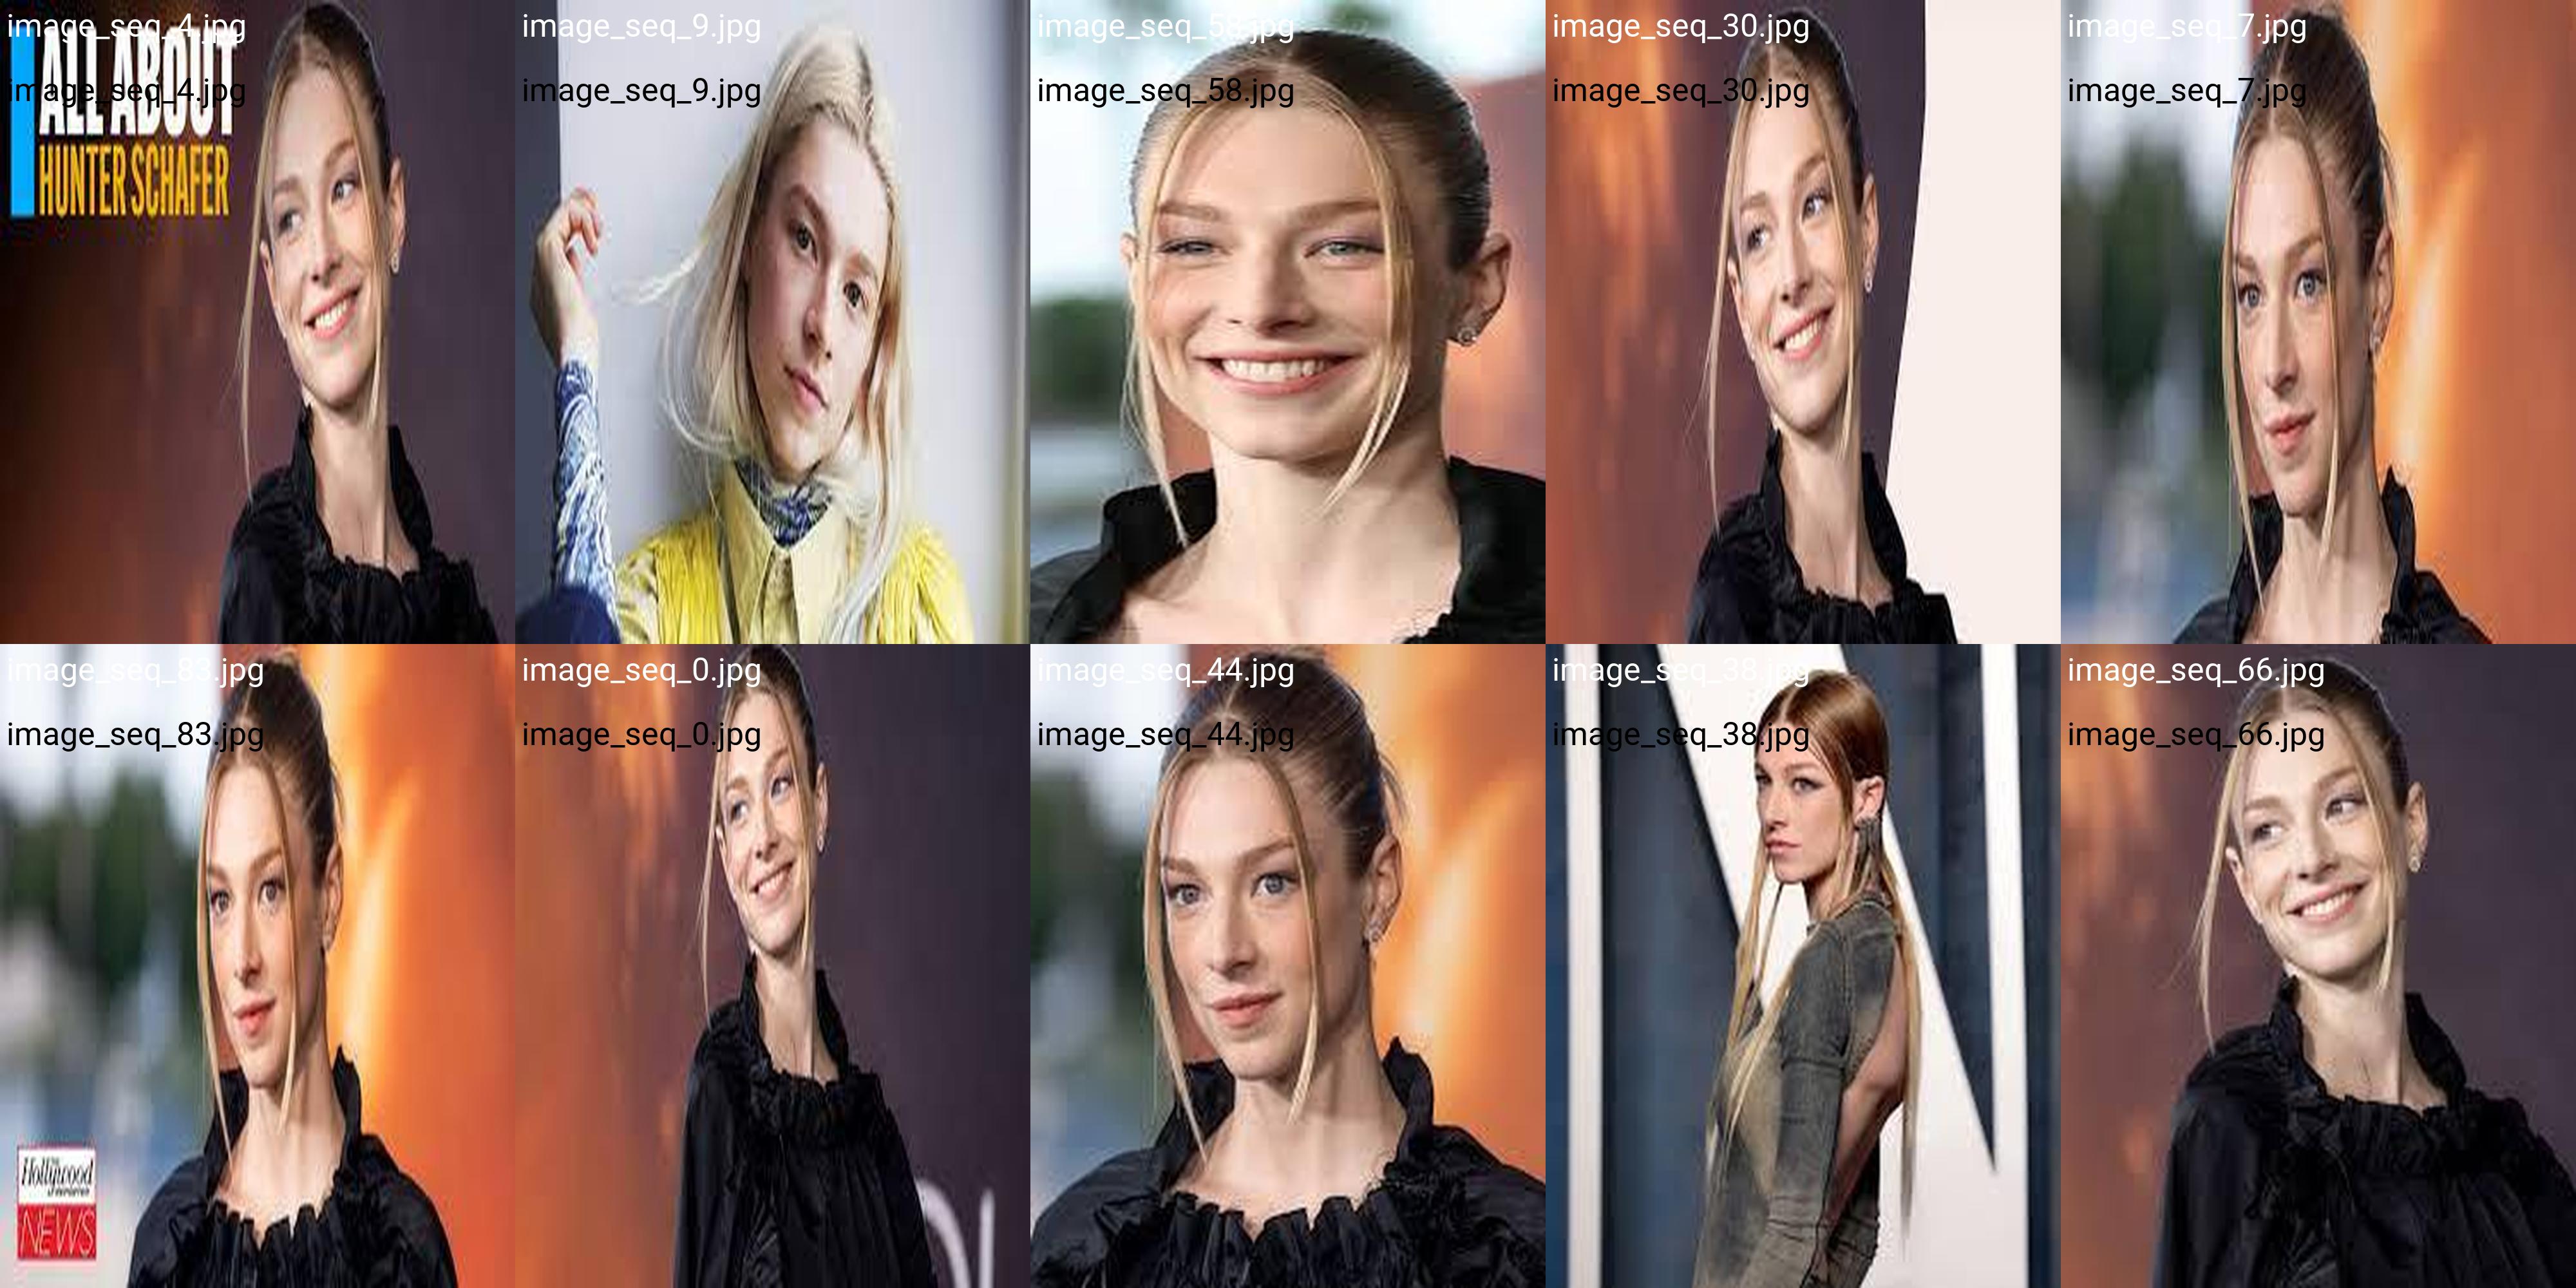 image_seq_4.jpg
ALL ABOUT
image_seq_4.jpg
HUNTER SCHAFER
image_seq_9.jpg
image_seq_9.jpg
image_seq_58.jpg
image_seq_58.jpg
image_seq_30.jpg
image_seq_30.jpg
image_seq_7.jpg
image_seq_7.jpg
image_seq_83.jpg
image_seq_83.jpg
Hollywood
NEWS
image_seq_0.jpg
image_seq_0.jpg
image_seq_44.jpg
image_seq_44.jpg
image_seq_38.jpg
image_seq_38.jpg
image_seq_66.jpg
image_seq_66.jpg